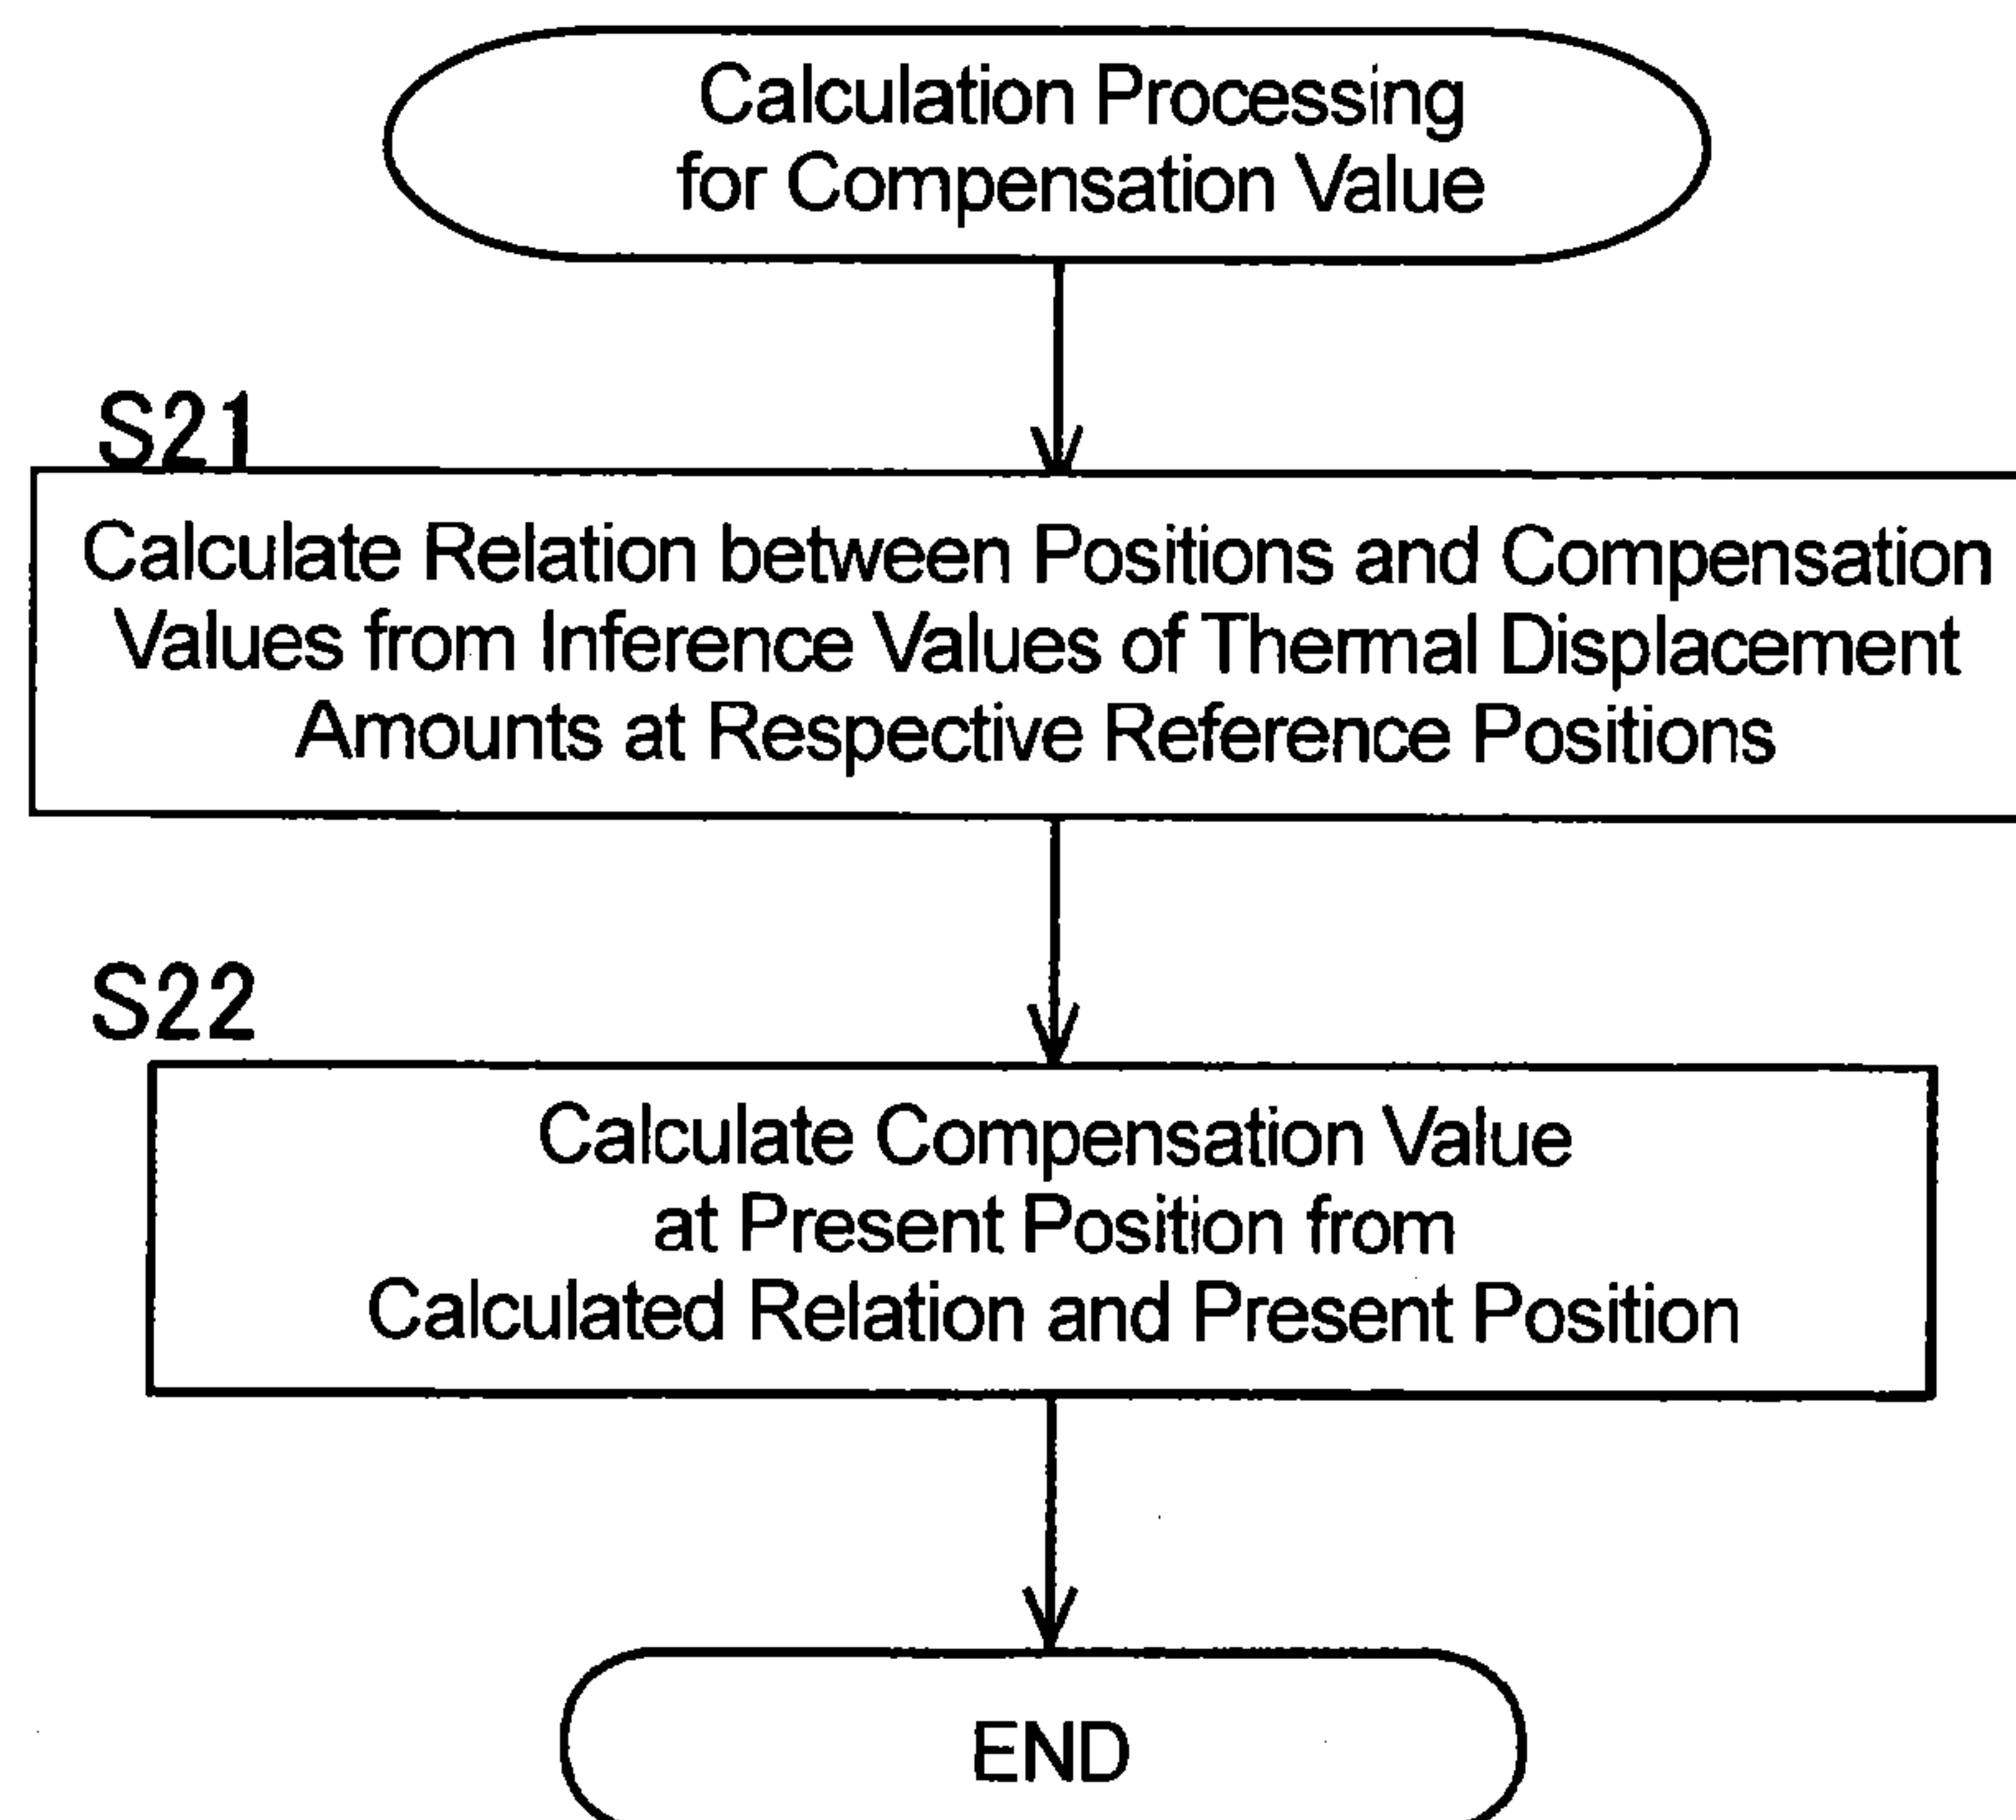 Calculation Processing
for Compensation Value
S21
Calculate Relation between Positions and Compensation
Values from Inference Values of Thermal Displacement
Amounts at Respective Reference Positions
S22
Calculate Compensation Value
at Present Position from
Calculated Relation and Present Position
END